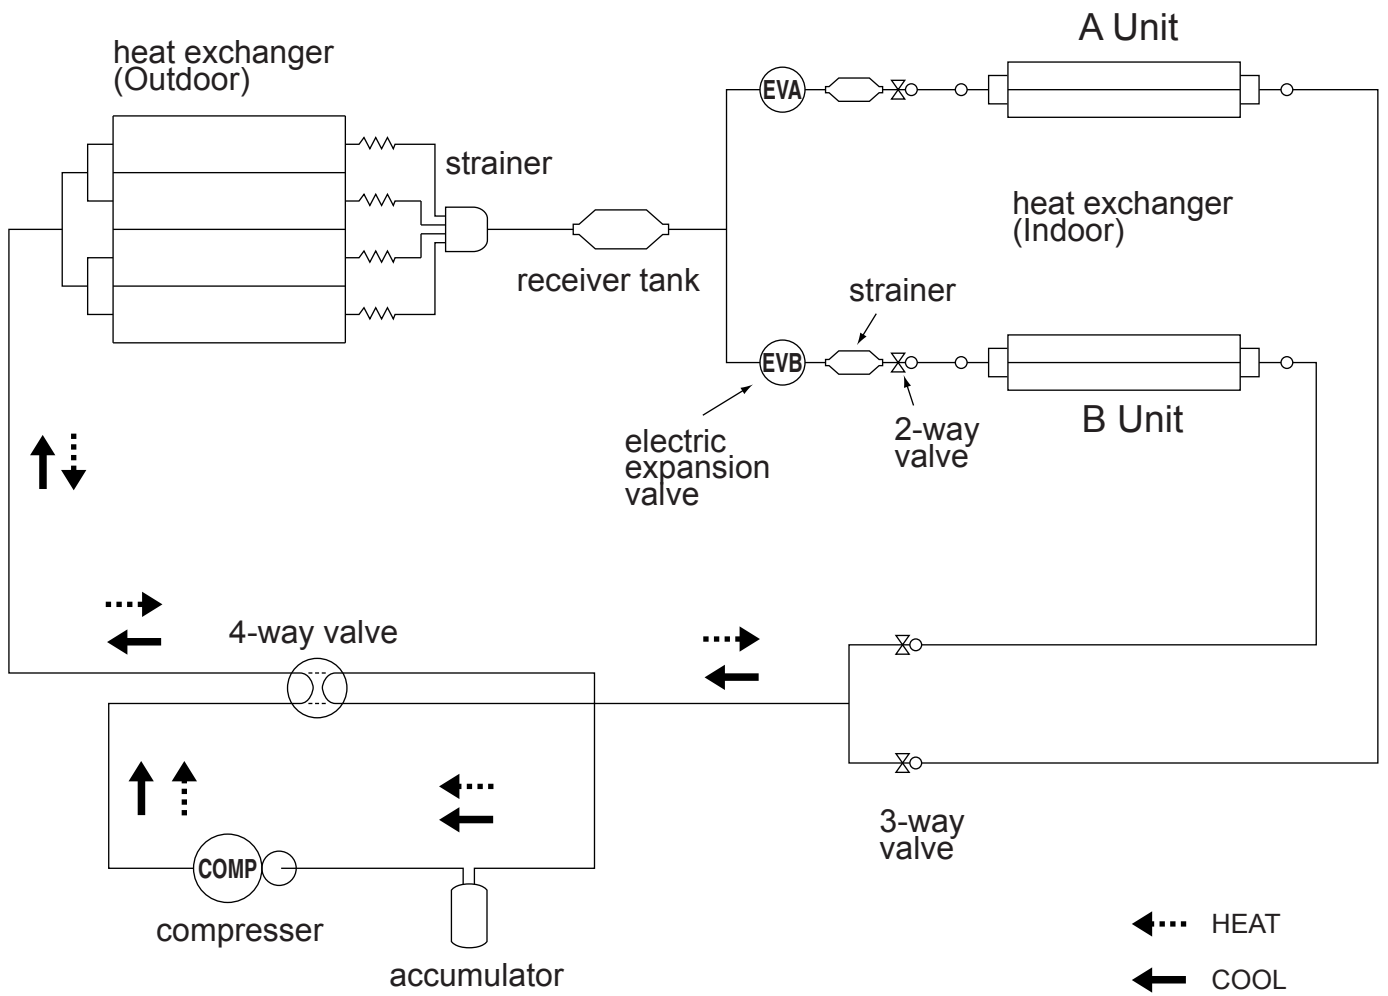 A Unit
heat exchanger
(Outdoor)
EVA
strainer
heat exchanger
(Indoor)
receiver tank
strainer
EVB
B Unit
2-way
valve
electric
expansion
valve
4-way valve
3-way
valve
COMP
compresser
accumulator
HEAT
COOL